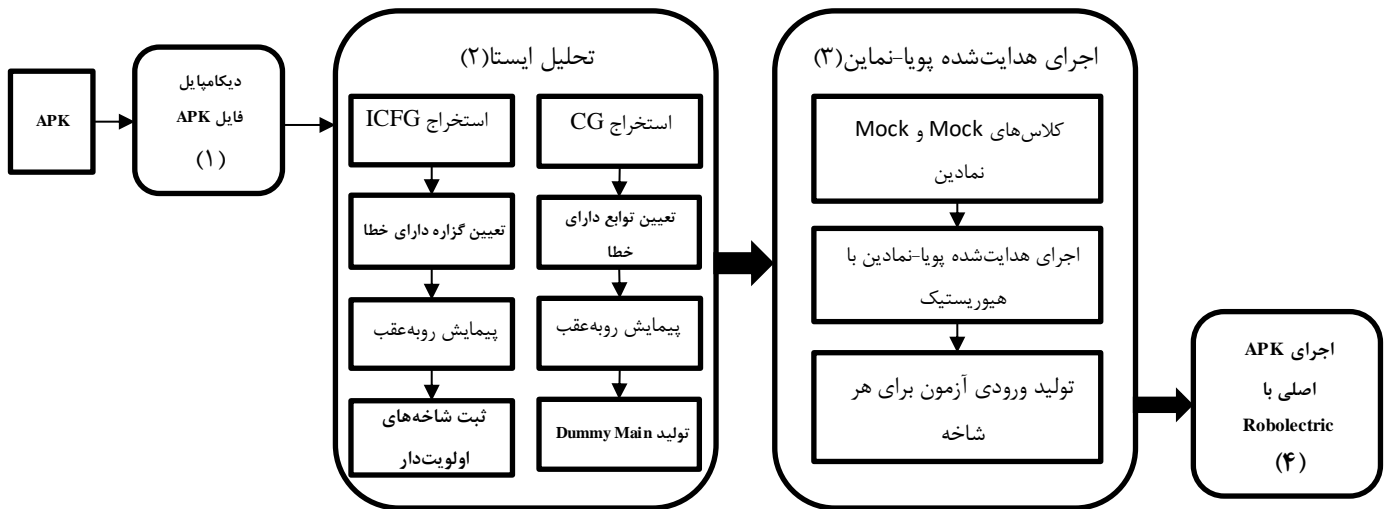 APK
دیکامپایل
فایل APK
(۱)
تحلیل ایستا(۲)
استخراج ICFG
تعیین گزاره دارای خطا
پیمایش روبه‌عقب
ثبت شاخه‌های
اولویت‌دار
استخراج CG
تعیین توابع دارای
خطا
پیمایش روبه‌عقب
تولید Dummy Main
اجرای هدایت‌شده پویا-نماین(۳)
کلاس‌های Mock و Mock
نمادین
اجرای هدایت‌شده پویا-نمادین با
هیوریستیک
تولید ورودی آزمون برای هر
شاخه
اجرای APK
اصلی با
Robolectric
(۴)